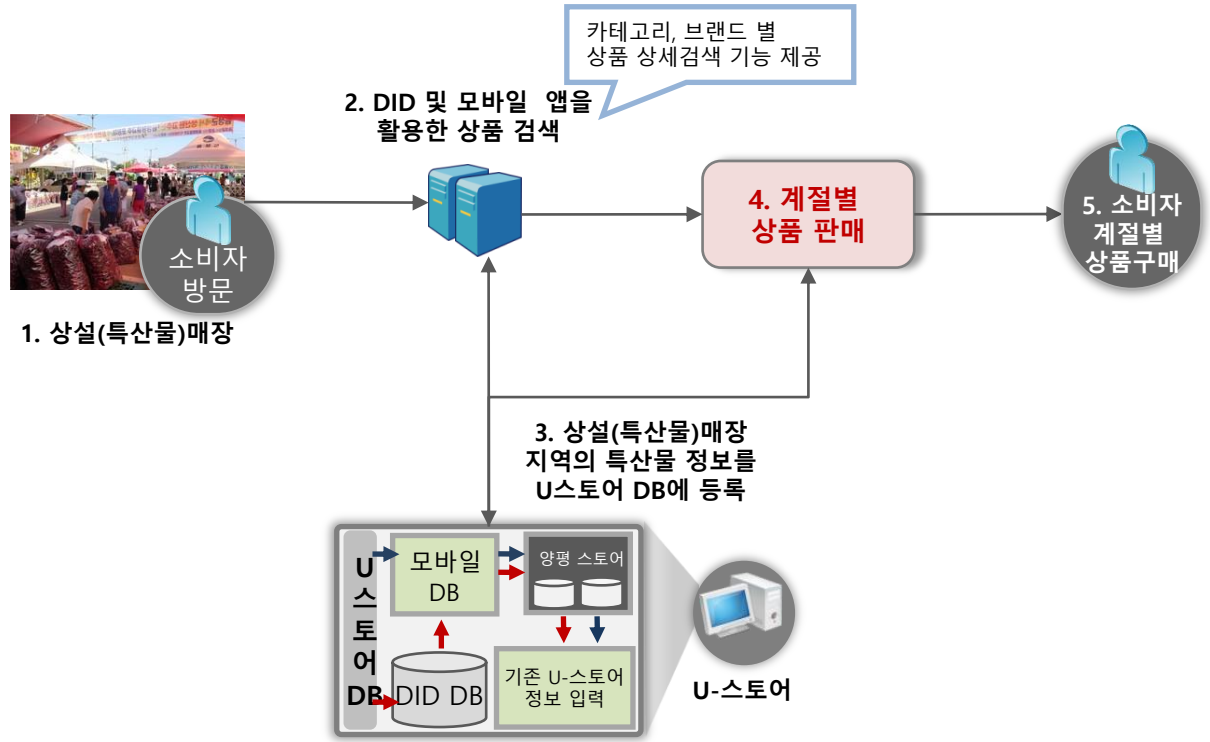 카테고리, 브랜드 별
상품 상세검색 기능 제공
2. DID 및 모바일 앱을
활용한 상품 검색
4. 계절별
상품 판매
5. 소비자
계절별
상품구매
소비자
방문
1. 상설(특산물)매장
3. 상설(특산물)매장
지역의 특산물 정보를
U스토어 DB에 등록
U
스
토
어
DB
모바일
DB
양평 스토어
DID DB
기존 U-스토어
정보 입력
U-스토어